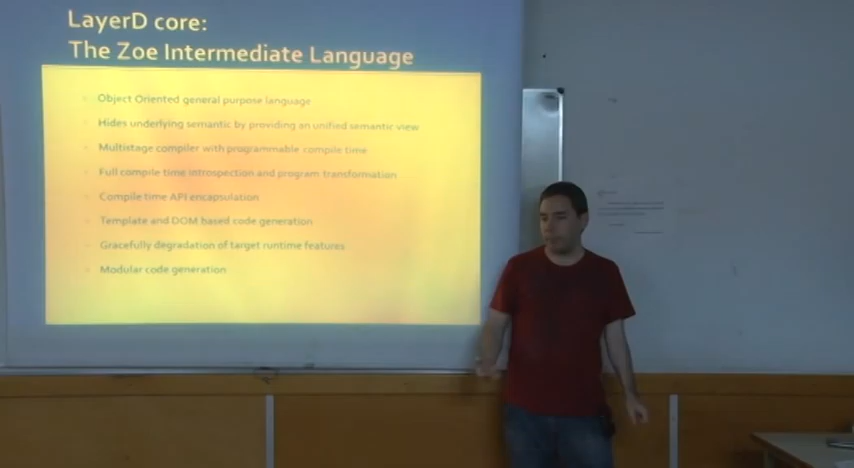 LayerD core:
The Zoe Intermediate Language
Object Oriented general purpose language
Hides underlying semantic by providing an unified semantic view
Multistage compiler with programmable compile time
Full compile time introspection and program transformation
Compile time API encapsulation
Template and DOM based code generation
Gracefully degradation of target runtime features
Modular code generation